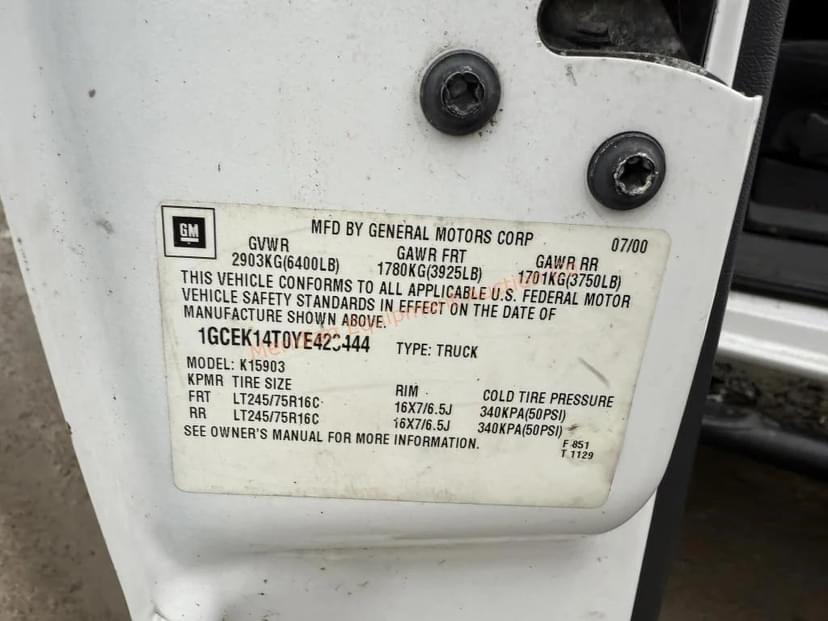 GM
MFD BY GENERAL MOTORS CORP 07/00
GVWR GAWR FRT GAWR RR
2903KG(6400LB) 1780KG(3925LB) 1701KG(3750LB)
THIS VEHICLE CONFORMS TO ALL APPLICABLE U.S. FEDERAL MOTOR
VEHICLE SAFETY STANDARDS IN EFFECT ON THE DATE OF
MANUFACTURE SHOWN ABOVE.
TYPE: TRUCK
MODEL: K15903
KPMR TIRE SIZE RIM COLD TIRE PRESSURE
FRT LT245/75R16C 16X7/6.5J 340KPA(50PSI)
RR LT245/75R16C 16X7/6.5J 340KPA(50PSI)
SEE OWNER'S MANUAL FOR MORE INFORMATION.
F 851
T 1129